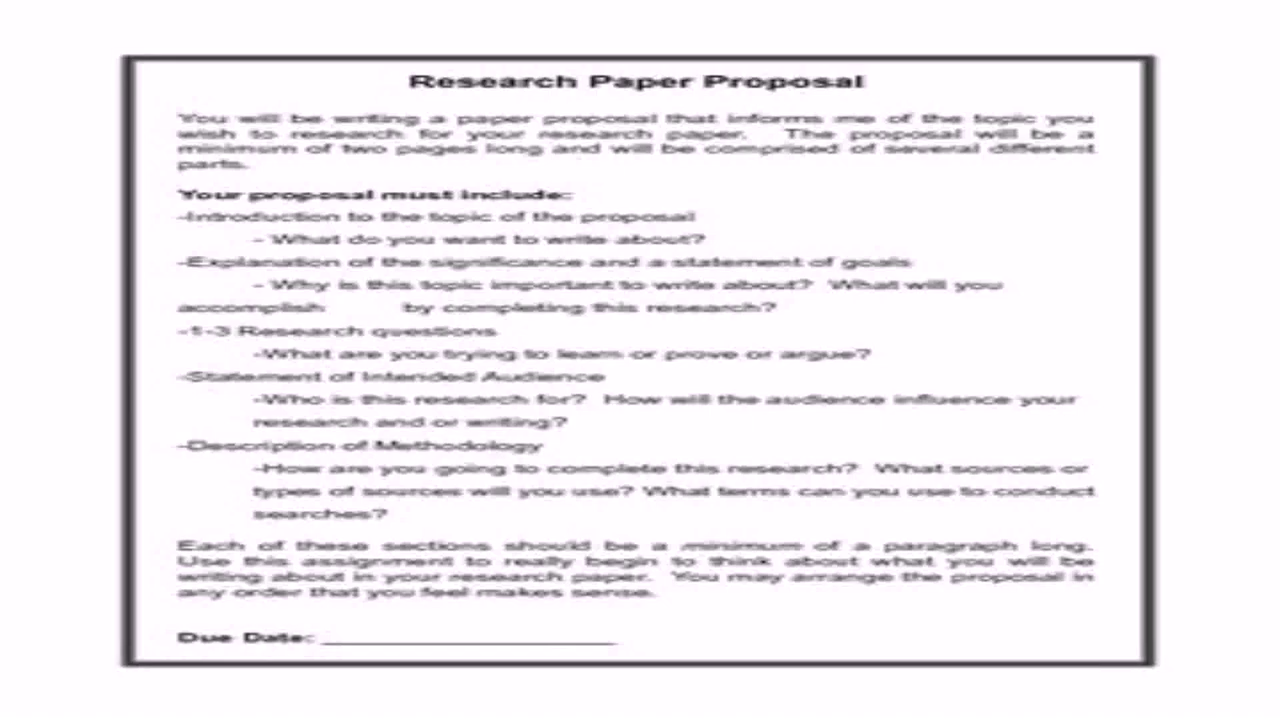 Research Paper Proposal
You will be writing a paper proposal that informs me of the topic you
wish to research for your research paper. The proposal will be a
minimum of two pages long and will be comprised of several different
parts.
Your proposal must include:
-Introduction to the topic of the proposal
- What do you want to write about?
-Explanation of the significance and a statement of goals
- Why is this topic important to write about? What will you
accomplish by completing this research?
-1-3 Research questions
-What are you trying to learn or prove or argue?
-Statement of Intended Audience
-Who is this research for? How will the audience influence your
research and or writing?
-Description of Methodology
-How are you going to complete this research? What sources or
types of sources will you use? What terms can you use to conduct
searches?
Each of these sections should be a minimum of a paragraph long.
Use this assignment to really begin to think about what you will be
writing about in your research paper. You may arrange the proposal in
any order that you feel makes sense.
Due Date: ____________________